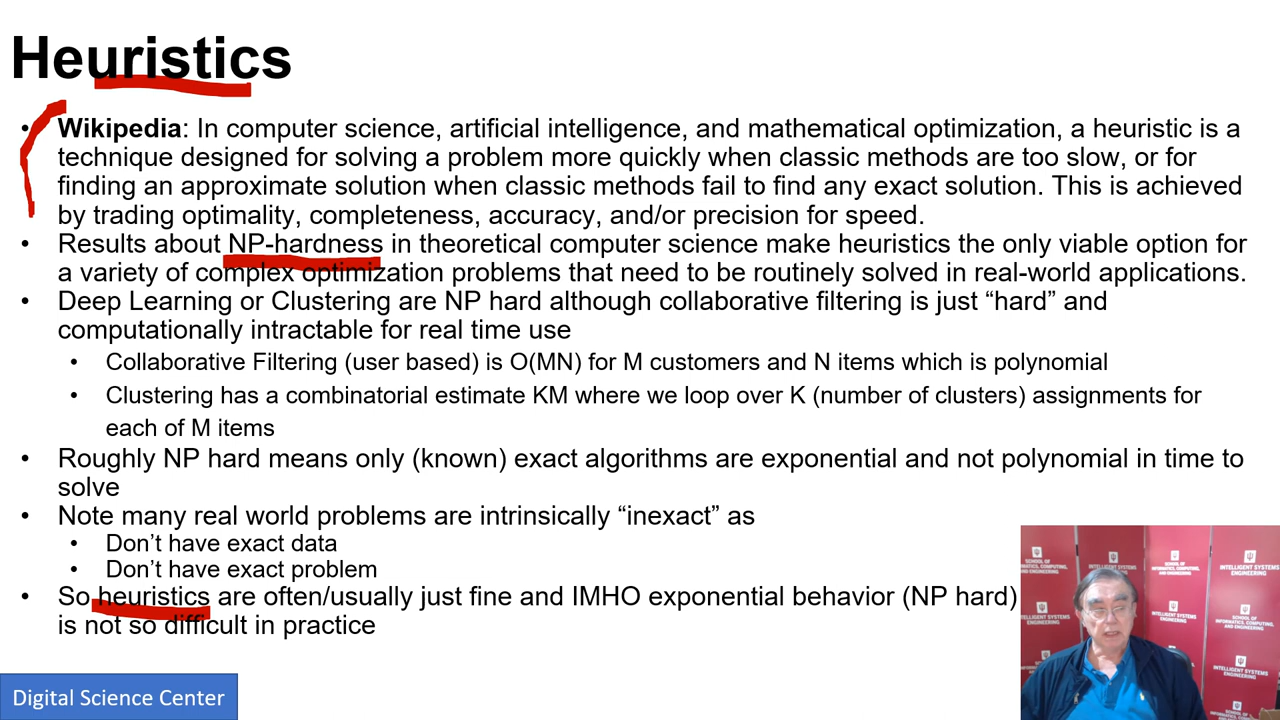 Heuristics
• Wikipedia: In computer science, artificial intelligence, and mathematical optimization, a heuristic is a
technique designed for solving a problem more quickly when classic methods are too slow, or for
finding an approximate solution when classic methods fail to find any exact solution. This is achieved
by trading optimality, completeness, accuracy, and/or precision for speed.
• Results about NP-hardness in theoretical computer science make heuristics the only viable option for
a variety of complex optimization problems that need to be routinely solved in real-world applications.
• Deep Learning or Clustering are NP hard although collaborative filtering is just “hard” and
computationally intractable for real time use
• Collaborative Filtering (user based) is O(MN) for M customers and N items which is polynomial
• Clustering has a combinatorial estimate KM where we loop over K (number of clusters) assignments for
each of M items
• Roughly NP hard means only (known) exact algorithms are exponential and not polynomial in time to
solve
• Note many real world problems are intrinsically “inexact” as
• Don’t have exact data
• Don’t have exact problem
• So heuristics are often/usually just fine and IMHO exponential behavior (NP hard)
is not so difficult in practice
Digital Science Center
INTELLIGENT SYSTEMS
ENGINEERING
SCHOOL OF
INFORMATICS, COMPUTING,
AND ENGINEERING